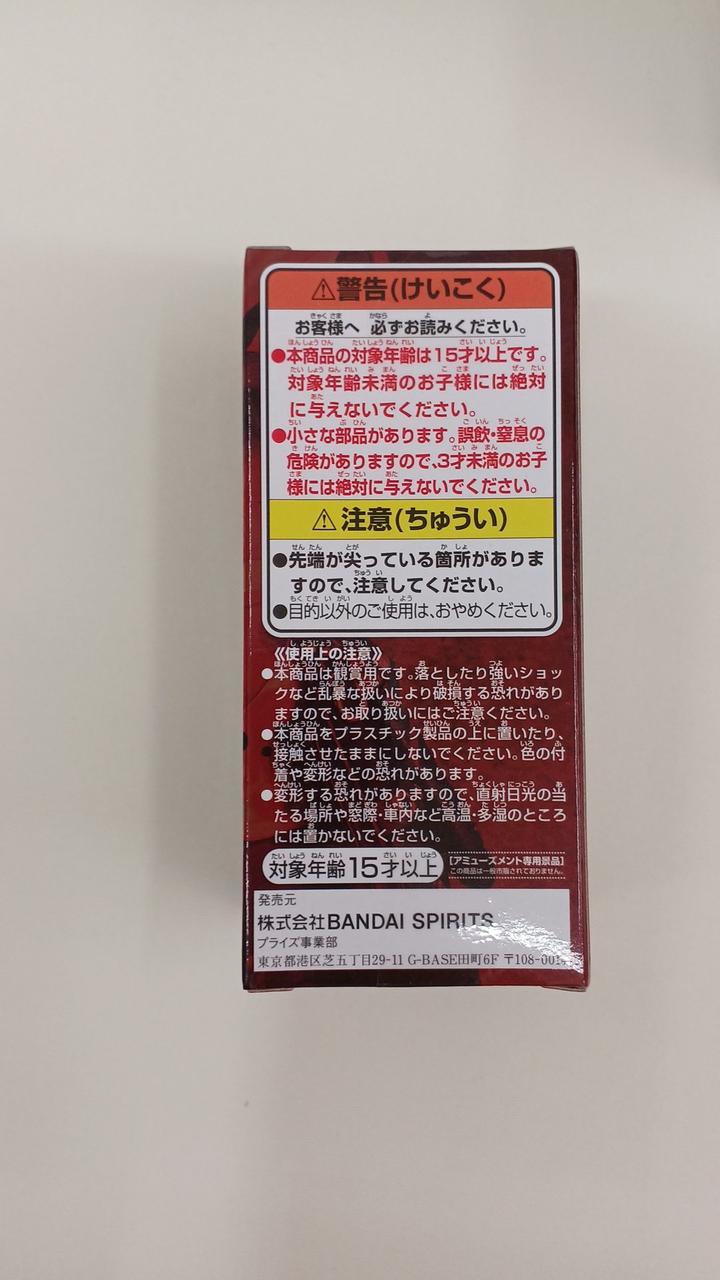 ⚠警告(けいこく)
お客様へ 必ずお読みください。
●本商品の対象年齢は15才以上です。
対象年齢未満のお子様には絶対
に与えないでください。
●小さな部品があります。誤飲・窒息の
危険がありますので、3才未満のお子
様には絶対に与えないでください。
⚠注意(ちゅうい)
●先端が尖っている箇所がありま
すので、注意してください。
●目的以外のご使用は、おやめください。
《使用上の注意》
●本商品は観賞用です。落としたり強いショッ
クなど乱暴な扱いにより破損する恐れがあり
ますので、お取り扱いにはご注意ください。
●本商品をプラスチック製品の上に置いたり、
接触させたままにしないでください。色の付
着や変形などの恐れがあります。
●変形する恐れがありますので、直射日光の当
たる場所や窓際・車内など高温・多湿のところ
には置かないでください。
対象年齢15才以上
【アミューズメント専用景品】
この商品は一般市販されておりません。
発売元
株式会社BANDAI SPIRITS
プライズ事業部
東京都港区芝五丁目29-11 G-BASE田町6F 〒108-001